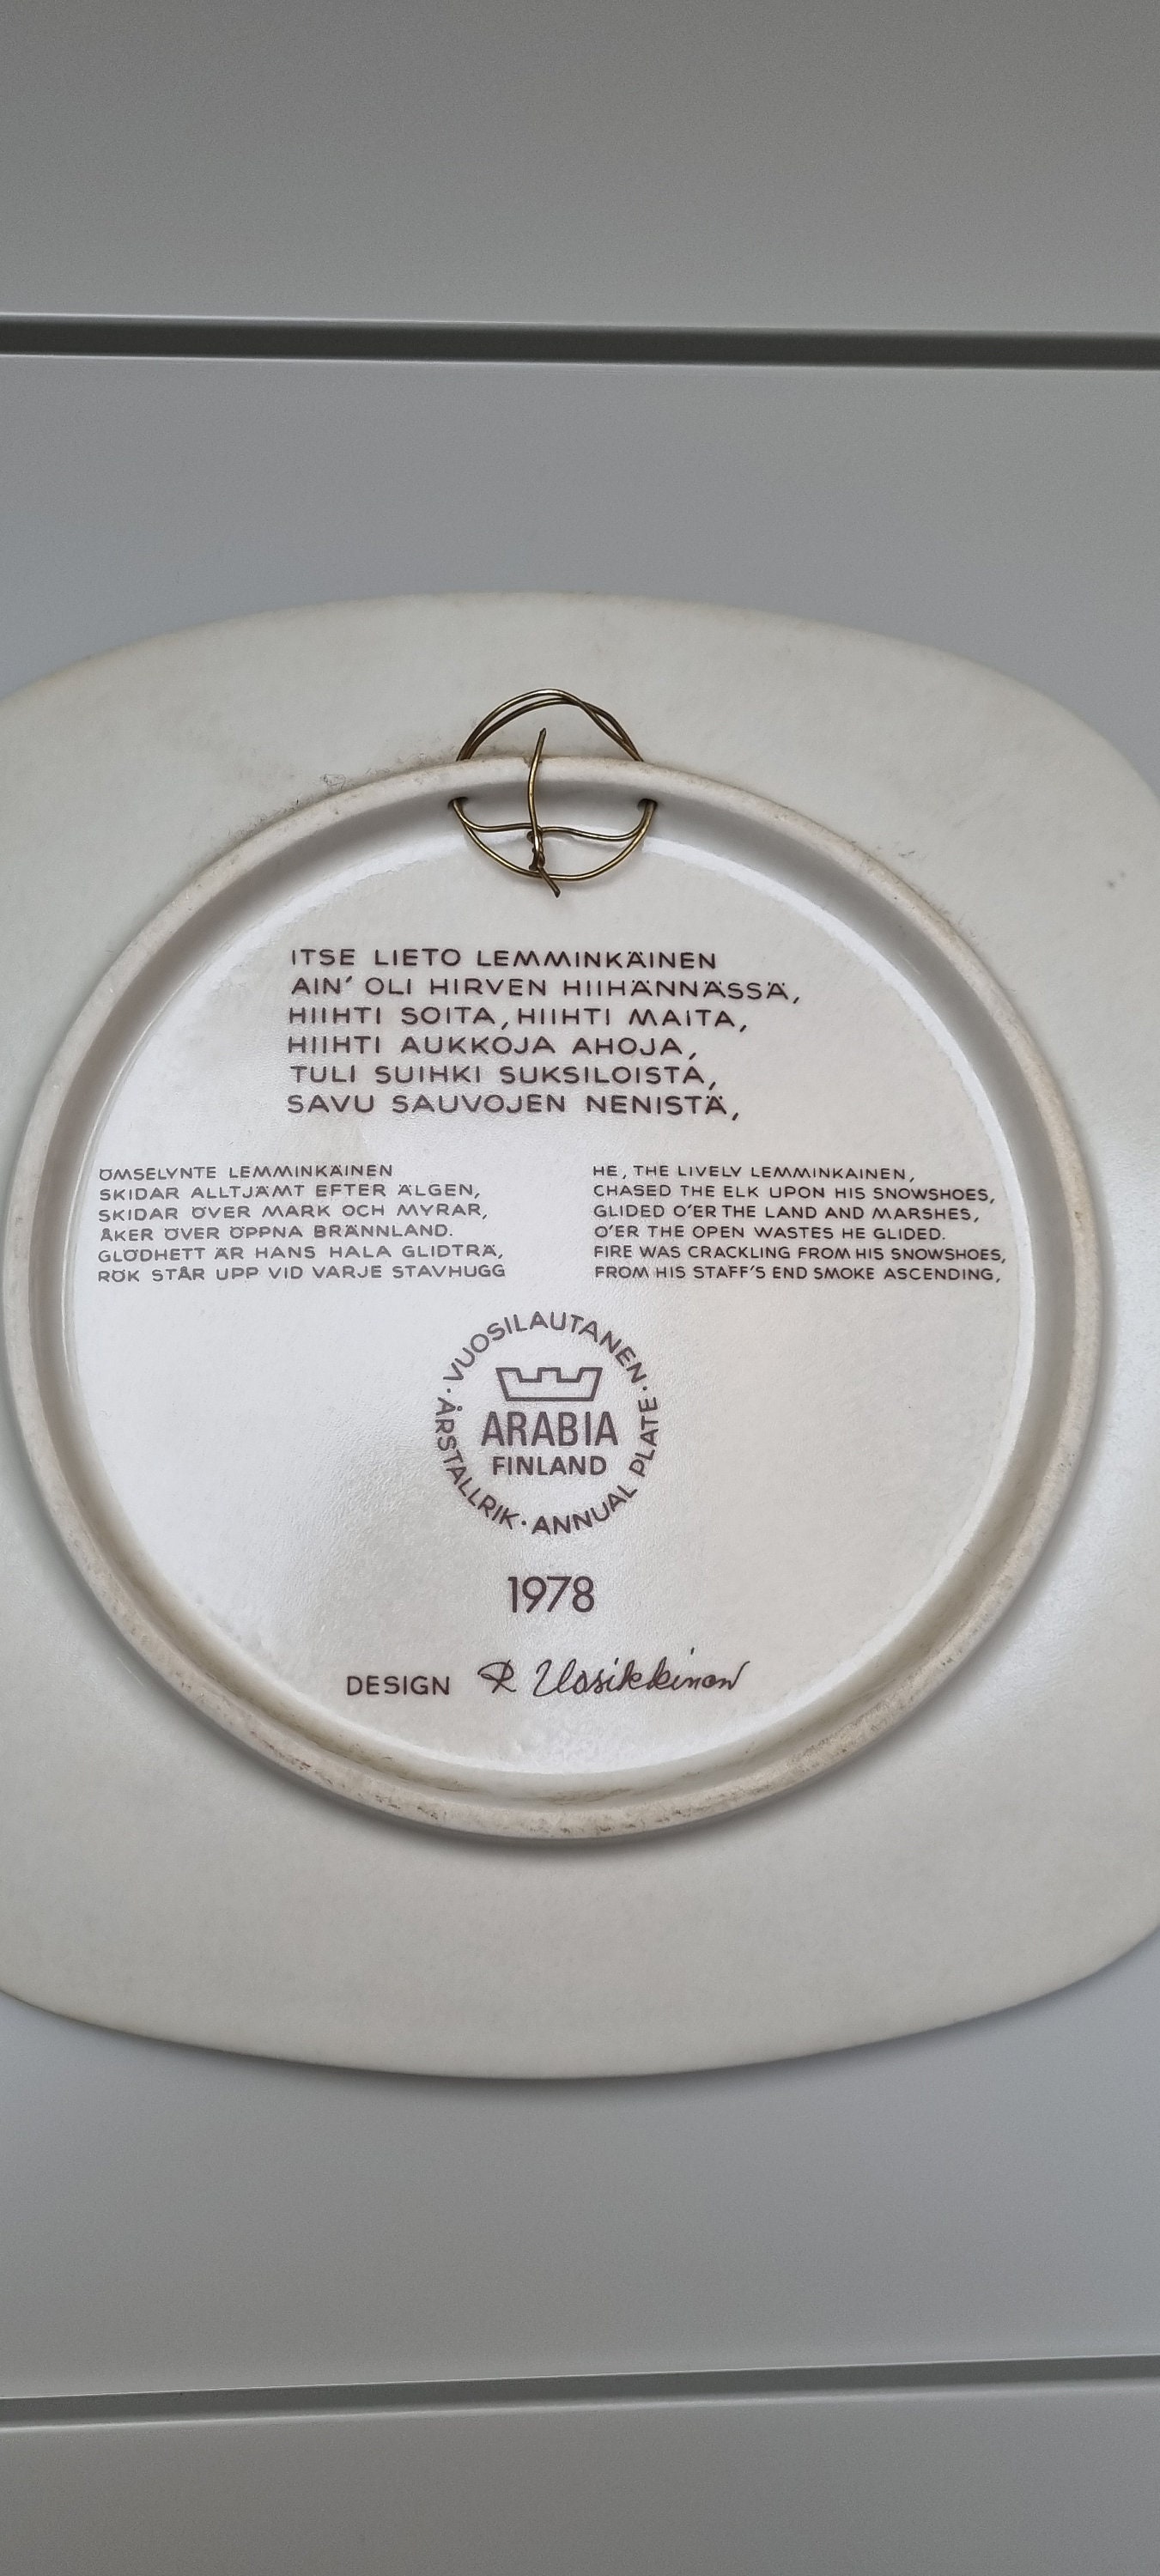 ITSE LIETO LEMMINKÄINEN
AIN' OLI HIRVEN HIIHÄNNÄSSÄ,
HIIHTI SOITA, HIIHTI MAITA,
HIIHTI AUKKOJA AHOJA,
TULI SUIHKI SUKSILOISTA,
SAVU SAUVOJEN NENISTÄ,
ÖMSELYNTE LEMMINKÄINEN
SKIDAR ALLTJÄMT EFTER ÄLGEN,
SKIDAR ÖVER MARK OCH MYRAR,
ÅKER ÖVER ÖPPNA BRÄNNLAND.
GLÖDHETT ÄR HANS HALA GLIDTRÄ,
RÖK STÅR UPP VID VARJE STAVHUGG
HE, THE LIVELY LEMMINKAINEN,
CHASED THE ELK UPON HIS SNOWSHOES,
GLIDED O'ER THE LAND AND MARSHES,
O'ER THE OPEN WASTES HE GLIDED.
FIRE WAS CRACKLING FROM HIS SNOWSHOES,
FROM HIS STAFF'S END SMOKE ASCENDING,
· VUOSILAUTANEN · ANNUAL PLATE · ÅRSTALLRIK
ARABIA
FINLAND
1978
DESIGN R Uosikkinen